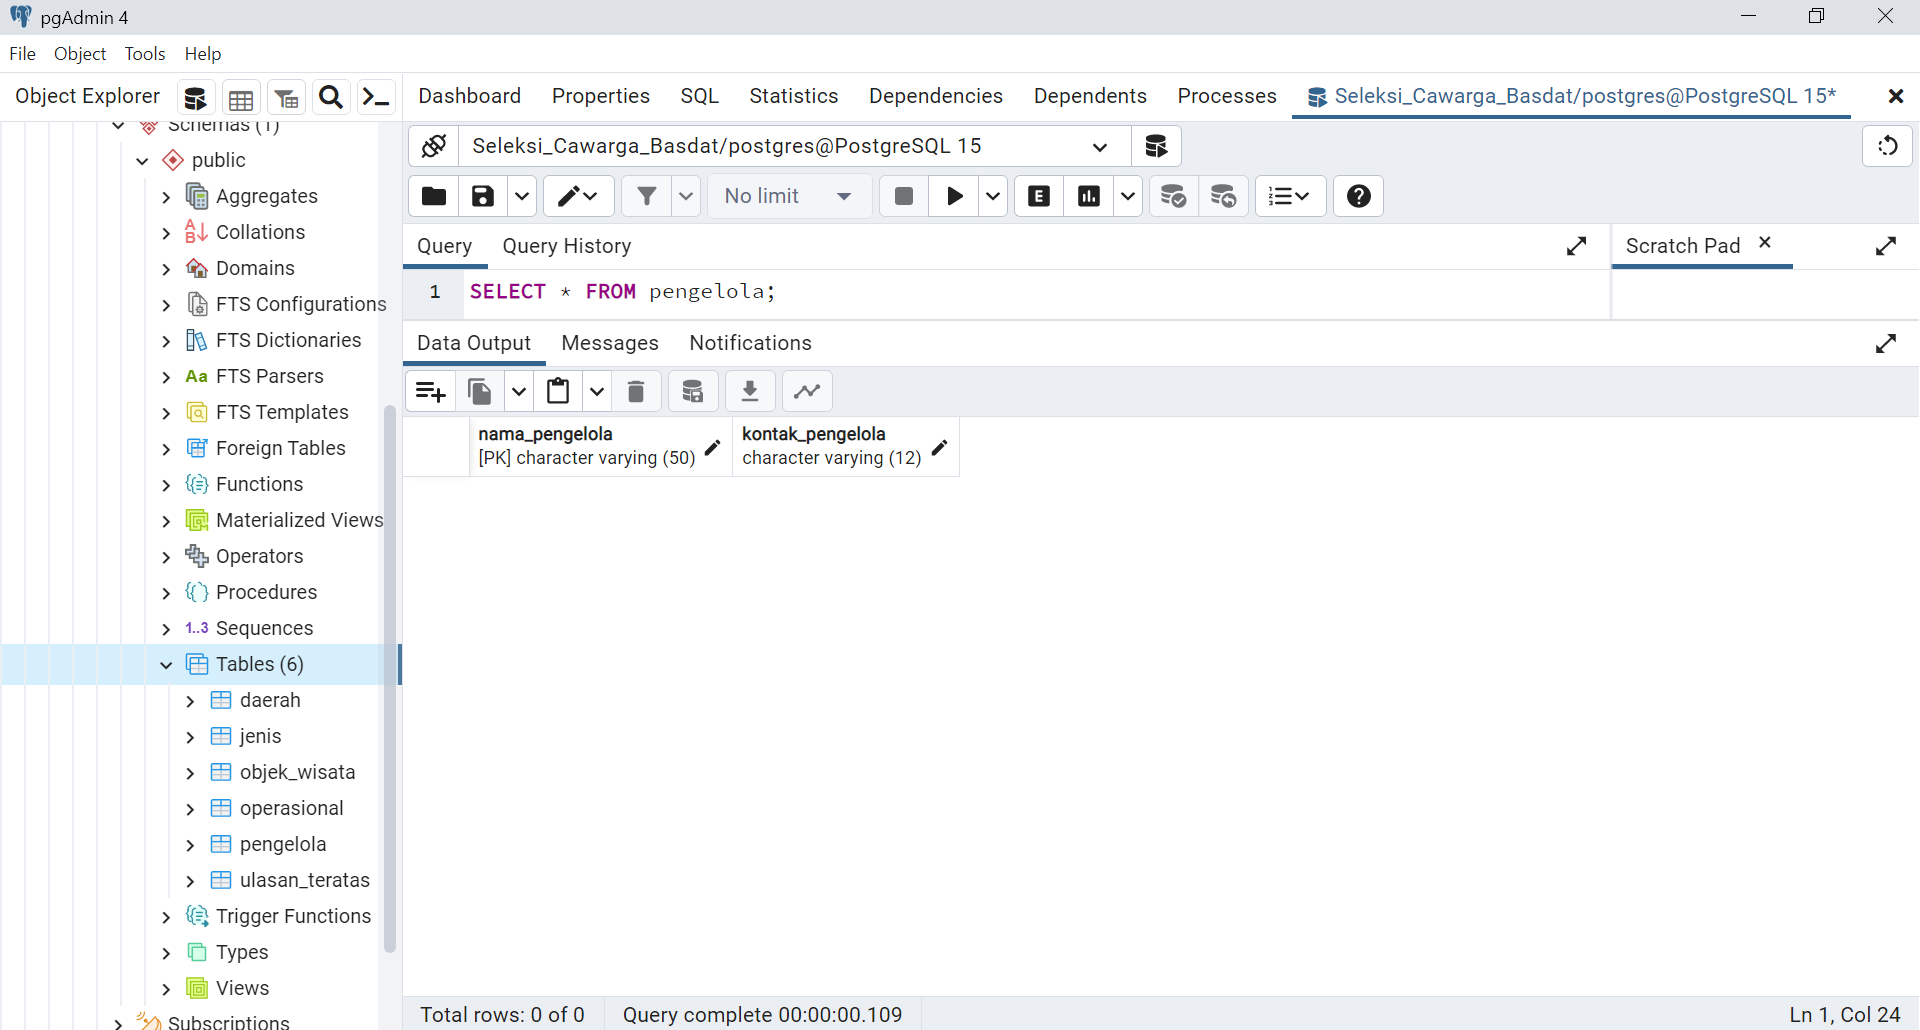 pgAdmin 4
File Object Tools Help
Object Explorer
Dashboard Properties SQL Statistics Dependencies Dependents Processes Seleksi_Cawarga_Basdat/postgres@PostgreSQL 15*
Schemas (1)
public
Aggregates
Collations
Domains
FTS Configurations
FTS Dictionaries
Aa FTS Parsers
FTS Templates
Foreign Tables
Functions
Materialized Views
Operators
Procedures
1..3 Sequences
Tables (6)
daerah
jenis
objek_wisata
operasional
pengelola
ulasan_teratas
Trigger Functions
Types
Views
Subscriptions
Seleksi_Cawarga_Basdat/postgres@PostgreSQL 15
No limit E
Query Query History
Scratch Pad
1 SELECT * FROM pengelola;
Data Output Messages Notifications
nama_pengelola
[PK] character varying (50)
kontak_pengelola
character varying (12)
Total rows: 0 of 0 Query complete 00:00:00.109 Ln 1, Col 24